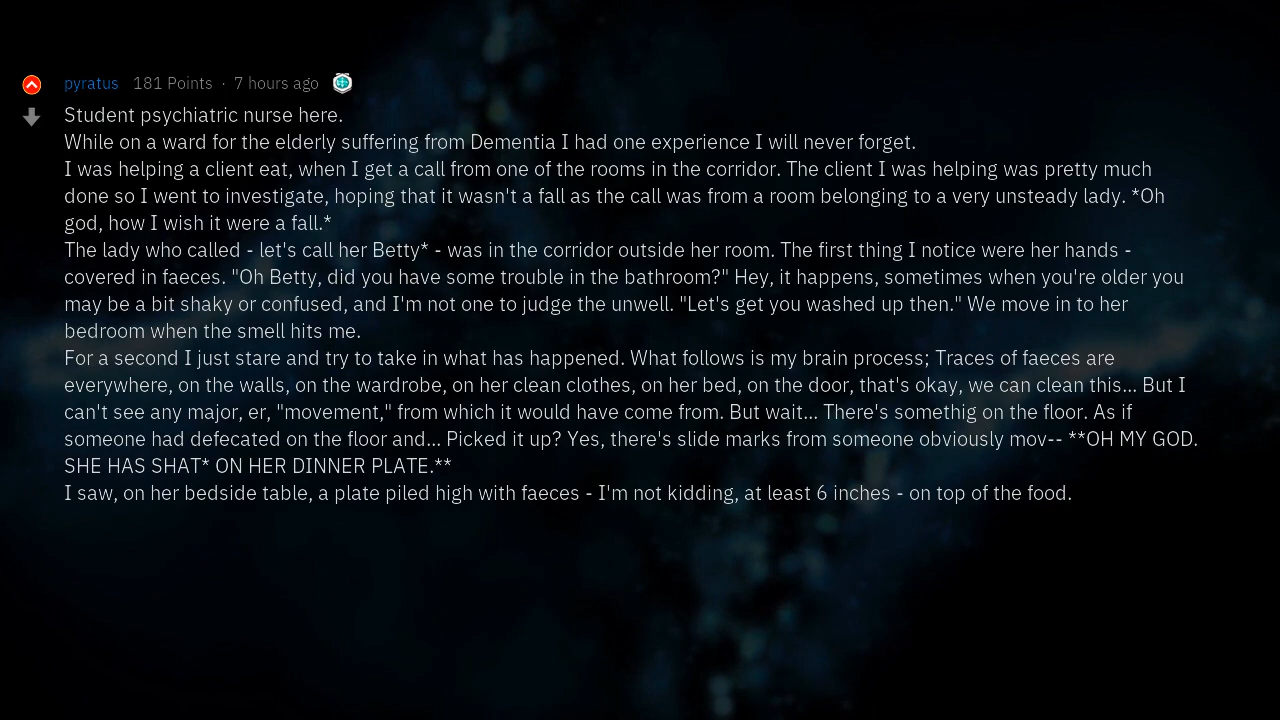 pyratus 181 Points · 7 hours ago
Student psychiatric nurse here.
While on a ward for the elderly suffering from Dementia I had one experience I will never forget.
I was helping a client eat, when I get a call from one of the rooms in the corridor. The client I was helping was pretty much
done so I went to investigate, hoping that it wasn't a fall as the call was from a room belonging to a very unsteady lady. *Oh
god, how I wish it were a fall.*
The lady who called - let's call her Betty* - was in the corridor outside her room. The first thing I notice were her hands -
covered in faeces. "Oh Betty, did you have some trouble in the bathroom?" Hey, it happens, sometimes when you're older you
may be a bit shaky or confused, and I'm not one to judge the unwell. "Let's get you washed up then." We move in to her
bedroom when the smell hits me.
For a second I just stare and try to take in what has happened. What follows is my brain process; Traces of faeces are
everywhere, on the walls, on the wardrobe, on her clean clothes, on her bed, on the door, that's okay, we can clean this... But I
can't see any major, er, "movement," from which it would have come from. But wait... There's somethig on the floor. As if
someone had defecated on the floor and... Picked it up? Yes, there's slide marks from someone obviously mov-- **OH MY GOD.
SHE HAS SHAT* ON HER DINNER PLATE.**
I saw, on her bedside table, a plate piled high with faeces - I'm not kidding, at least 6 inches - on top of the food.